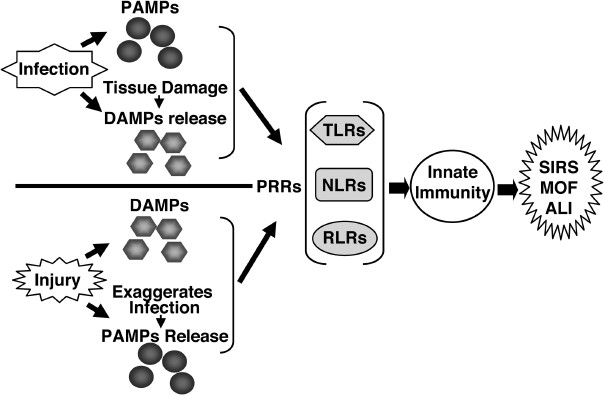 PAMPs
Infection
Tissue Damage
DAMPs release
DAMPs
Injury
Exaggerates
Infection
PAMPs Release
PRRs
TLRs
NLRs
RLRs
Innate
Immunity
SIRS
MOF
ALI